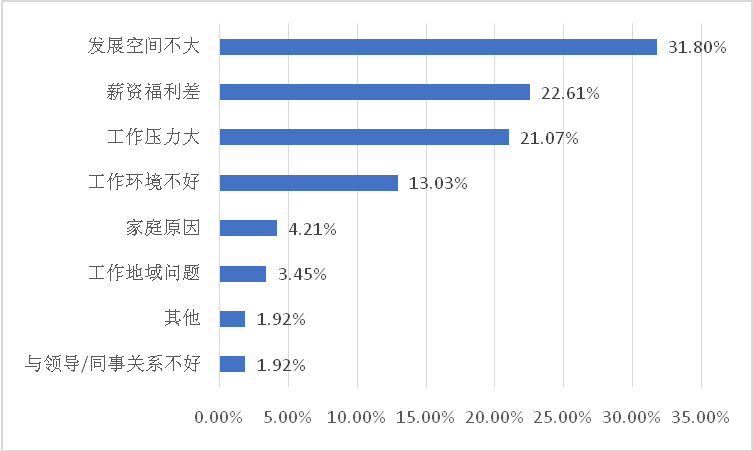 发展空间不大 31.80%
薪资福利差 22.61%
工作压力大 21.07%
工作环境不好 13.03%
家庭原因 4.21%
工作地域问题 3.45%
其他 1.92%
与领导/同事关系不好 1.92%
0.00% 5.00% 10.00% 15.00% 20.00% 25.00% 30.00% 35.00%